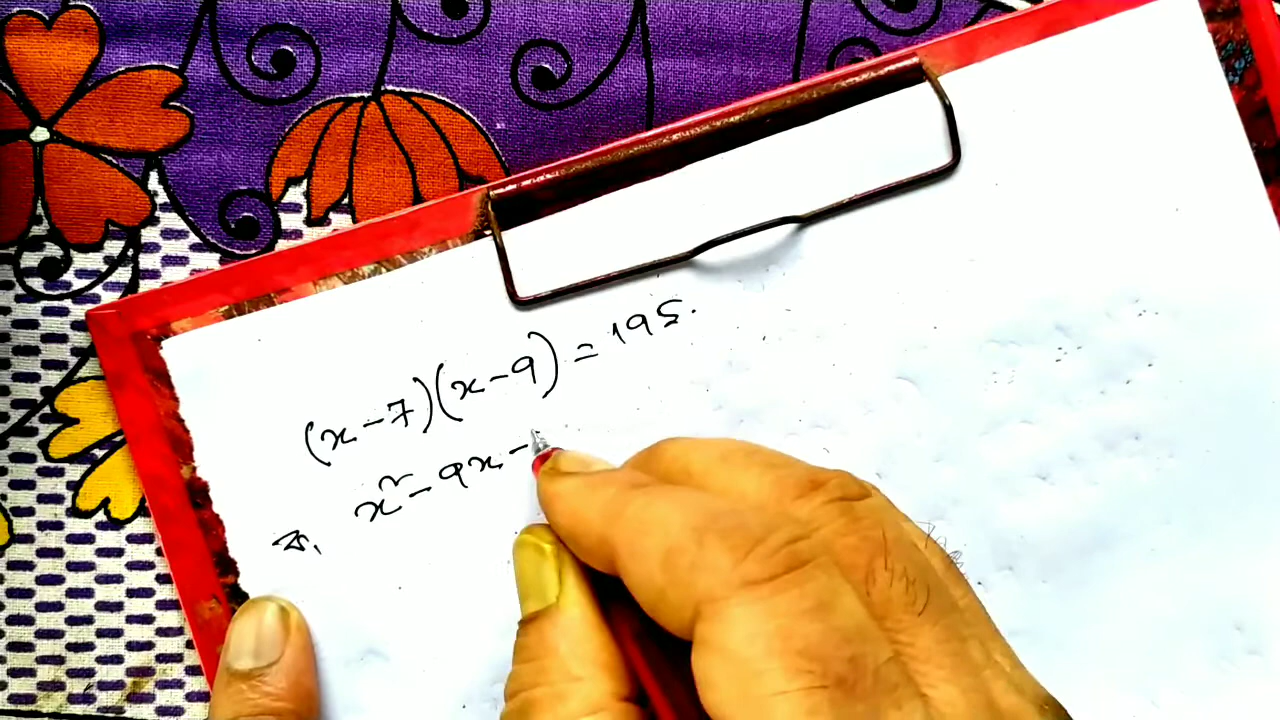 (x-7)(x-9) = 195.
বা, x² - 9x -